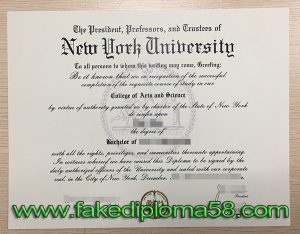 The President, Professors, and Trustees of
New York University
To all persons to whom this writing may come, Greeting:
Be it known that we in recognition of the successful
completion of the requisite course of study in our
College of Arts and Science
by virtue of authority granted us by charter of the State of New York
do confer upon
the degree of
Bachelor of
with all the rights, privileges, and immunities thereunto appertaining.
In witness whereof we have caused this Diploma to be signed by the
duly authorized officers of the University and sealed with our corporate
seal, in the City of New York, December,
www.fakediploma58.com